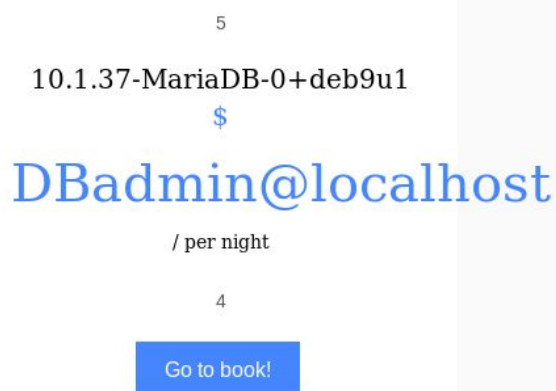 5
10.1.37-MariaDB-0+deb9u1
$
DBadmin@localhost
/ per night
4
Go to book!